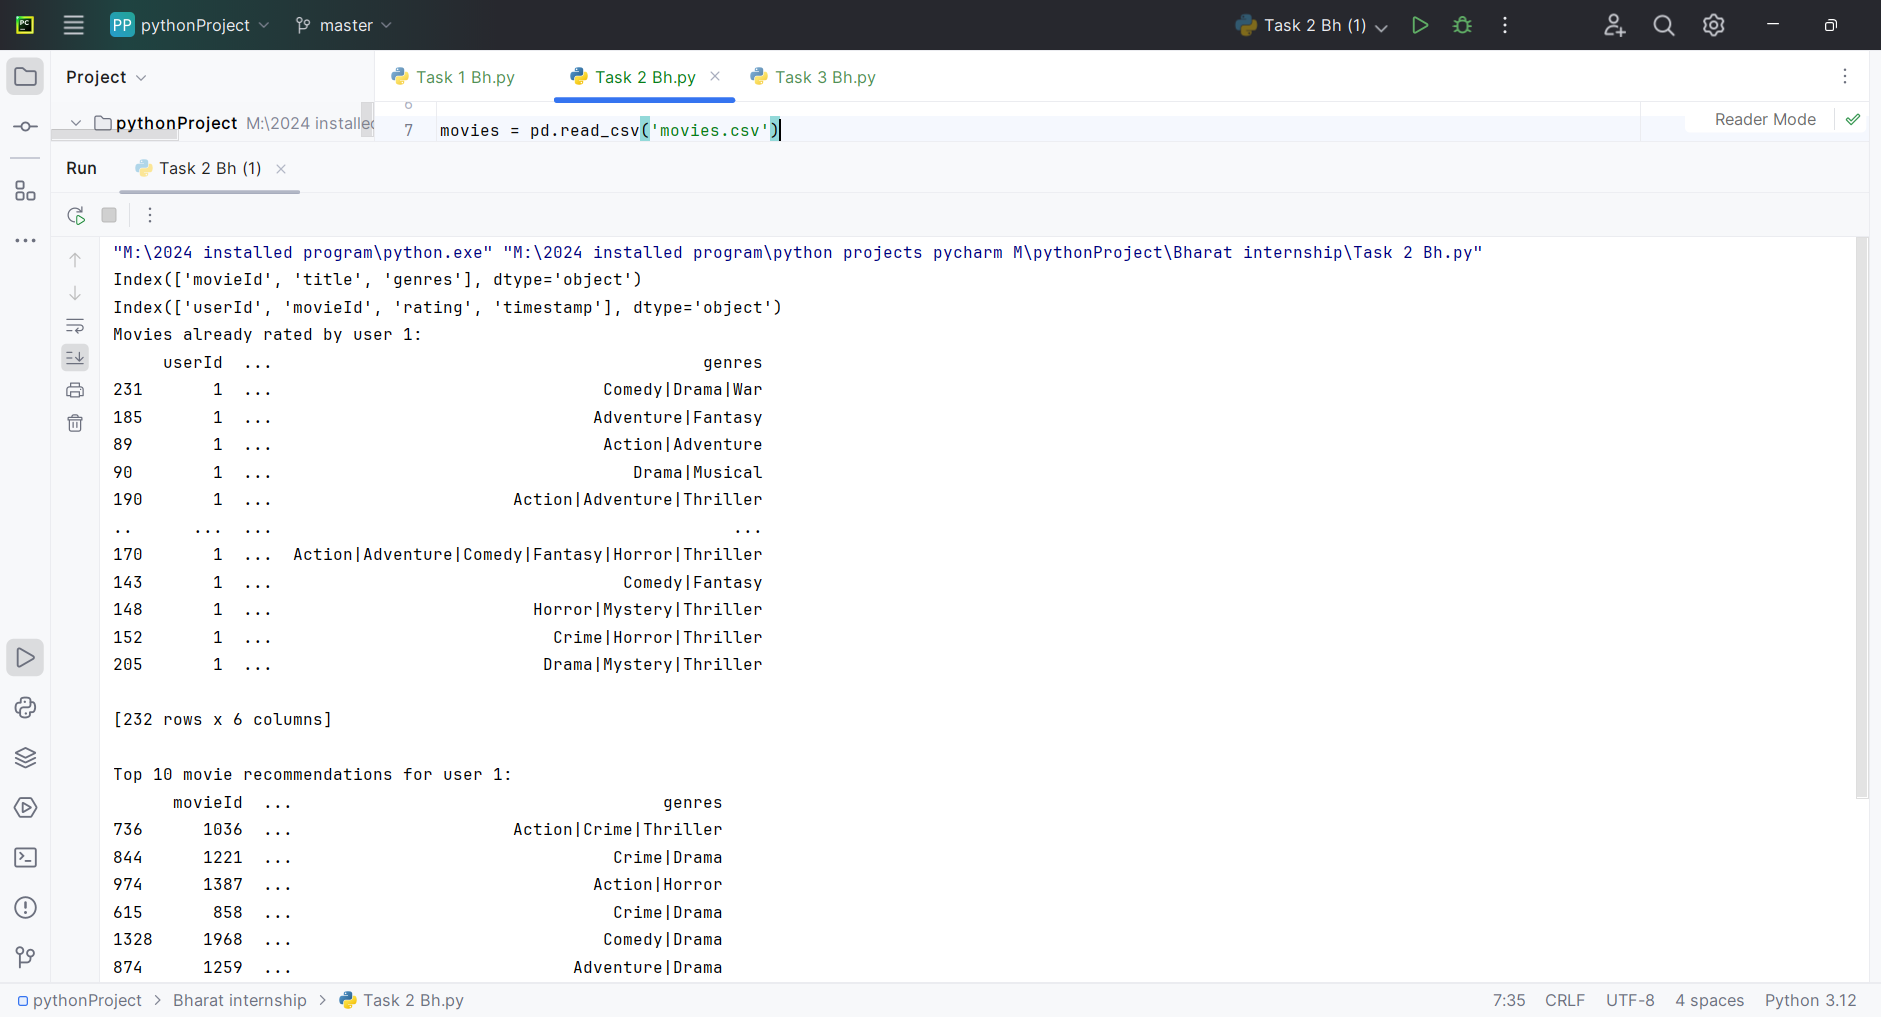 PC
PP pythonProject master Task 2 Bh (1)
Project
Task 1 Bh.py Task 2 Bh.py Task 3 Bh.py
pythonProject M:\2024 installed
6
7 movies = pd.read_csv('movies.csv')
Reader Mode
Run Task 2 Bh (1)
"M:\2024 installed program\python.exe" "M:\2024 installed program\python projects pycharm M\pythonProject\Bharat internship\Task 2 Bh.py"
Index(['movieId', 'title', 'genres'], dtype='object')
Index(['userId', 'movieId', 'rating', 'timestamp'], dtype='object')
Movies already rated by user 1:
     userId  ...                                           genres
231       1  ...                                 Comedy|Drama|War
185       1  ...                                Adventure|Fantasy
89        1  ...                                 Action|Adventure
90        1  ...                                    Drama|Musical
190       1  ...                        Action|Adventure|Thriller
..      ...  ...                                              ...
170       1  ...  Action|Adventure|Comedy|Fantasy|Horror|Thriller
143       1  ...                                   Comedy|Fantasy
148       1  ...                          Horror|Mystery|Thriller
152       1  ...                            Crime|Horror|Thriller
205       1  ...                           Drama|Mystery|Thriller
[232 rows x 6 columns]
Top 10 movie recommendations for user 1:
      movieId  ...                                     genres
736      1036  ...                      Action|Crime|Thriller
844      1221  ...                                Crime|Drama
974      1387  ...                              Action|Horror
615       858  ...                                Crime|Drama
1328     1968  ...                               Comedy|Drama
874      1259  ...                            Adventure|Drama
pythonProject > Bharat internship > Task 2 Bh.py
7:35 CRLF UTF-8 4 spaces Python 3.12